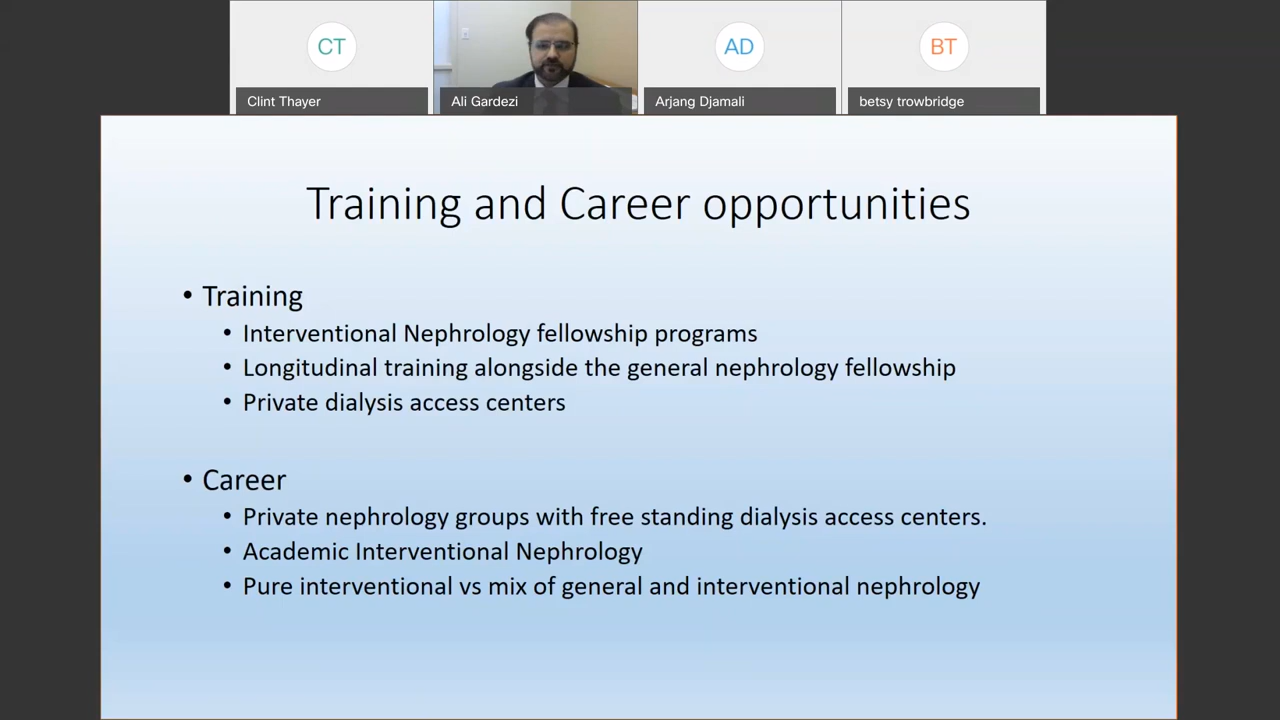 CT
AD
BT
Clint Thayer
Ali Gardezi
Arjang Djamali
betsy trowbridge
Training and Career opportunities
• Training
• Interventional Nephrology fellowship programs
• Longitudinal training alongside the general nephrology fellowship
• Private dialysis access centers
• Career
• Private nephrology groups with free standing dialysis access centers.
• Academic Interventional Nephrology
• Pure interventional vs mix of general and interventional nephrology